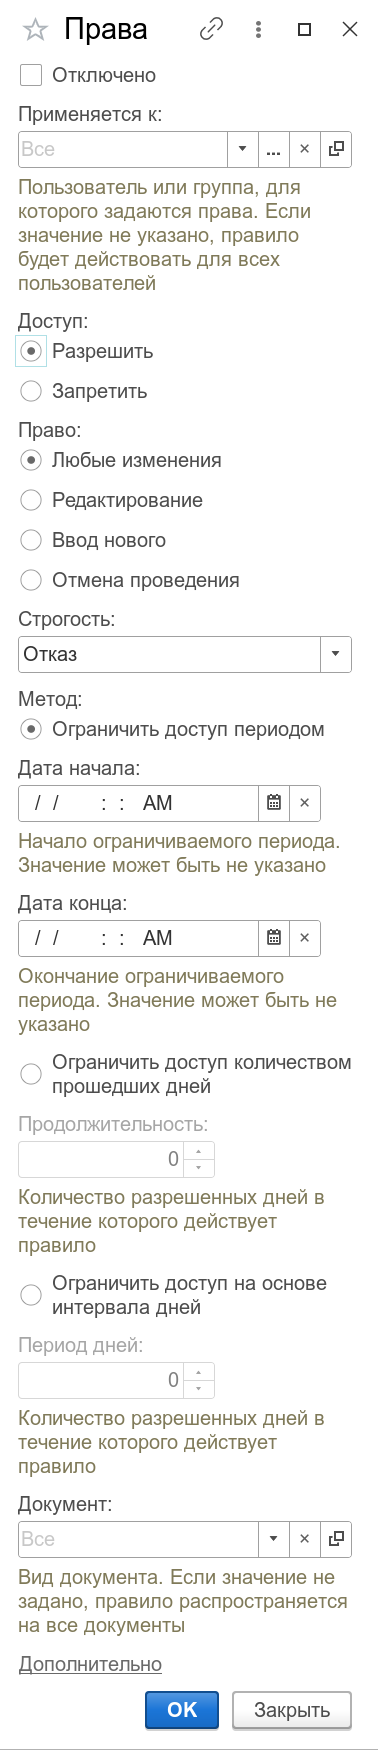 Права
Отключено
Применяется к:
Все
...
Пользователь или группа, для
которого задаются права. Если
значение не указано, правило
будет действовать для всех
пользователей
Доступ:
Разрешить
Запретить
Право:
Любые изменения
Редактирование
Ввод нового
Отмена проведения
Строгость:
Отказ
Метод:
Ограничить доступ периодом
Дата начала:
/ / : : AM
Начало ограничиваемого периода.
Значение может быть не указано
Дата конца:
/ / : : AM
Окончание ограничиваемого
периода. Значение может быть не
указано
Ограничить доступ количеством
прошедших дней
Продолжительность:
0
Количество разрешенных дней в
течение которого действует
правило
Ограничить доступ на основе
интервала дней
Период дней:
0
Количество разрешенных дней в
течение которого действует
правило
Документ:
Все
Вид документа. Если значение не
задано, правило распространяется
на все документы
Дополнительно
OK Закрыть